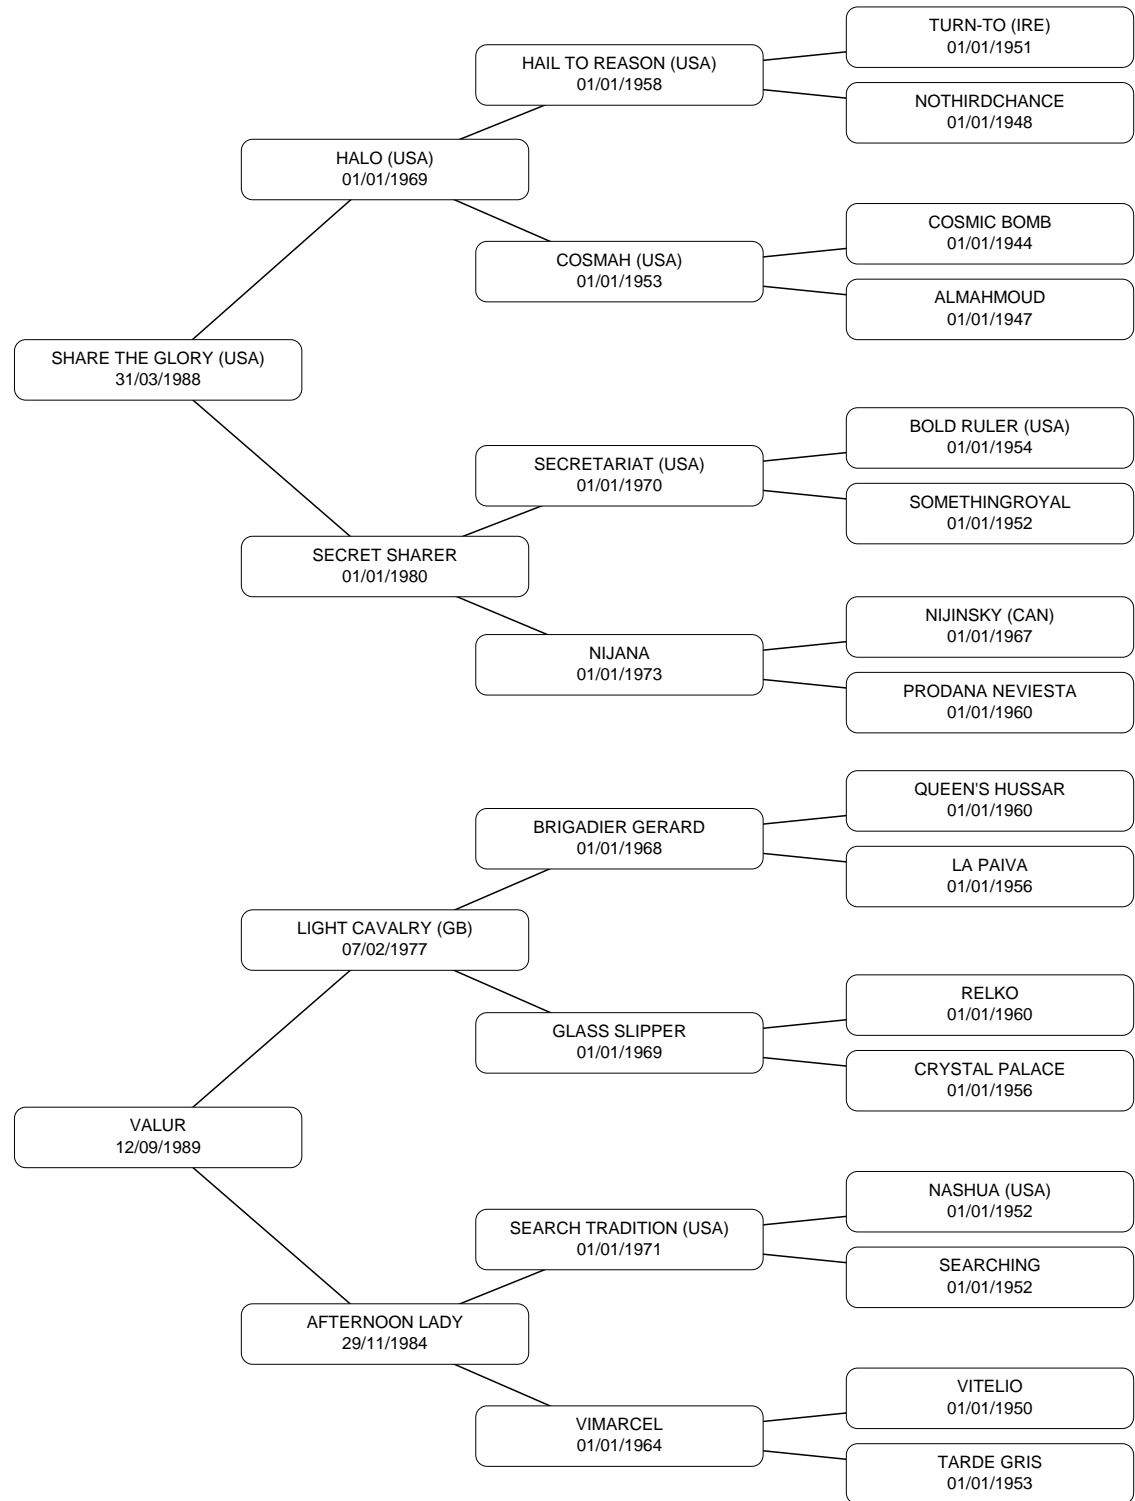 TURN-TO (IRE)
01/01/1951
HAIL TO REASON (USA)
01/01/1958
NOTHIRDCHANCE
01/01/1948
HALO (USA)
01/01/1969
COSMIC BOMB
01/01/1944
COSMAH (USA)
01/01/1953
ALMAHMOUD
01/01/1947
SHARE THE GLORY (USA)
31/03/1988
BOLD RULER (USA)
01/01/1954
SECRETARIAT (USA)
01/01/1970
SOMETHINGROYAL
01/01/1952
SECRET SHARER
01/01/1980
NIJINSKY (CAN)
01/01/1967
NIJANA
01/01/1973
PRODANA NEVIESTA
01/01/1960
QUEEN'S HUSSAR
01/01/1960
BRIGADIER GERARD
01/01/1968
LA PAIVA
01/01/1956
LIGHT CAVALRY (GB)
07/02/1977
RELKO
01/01/1960
GLASS SLIPPER
01/01/1969
CRYSTAL PALACE
01/01/1956
VALUR
12/09/1989
NASHUA (USA)
01/01/1952
SEARCH TRADITION (USA)
01/01/1971
SEARCHING
01/01/1952
AFTERNOON LADY
29/11/1984
VITELIO
01/01/1950
VIMARCEL
01/01/1964
TARDE GRIS
01/01/1953